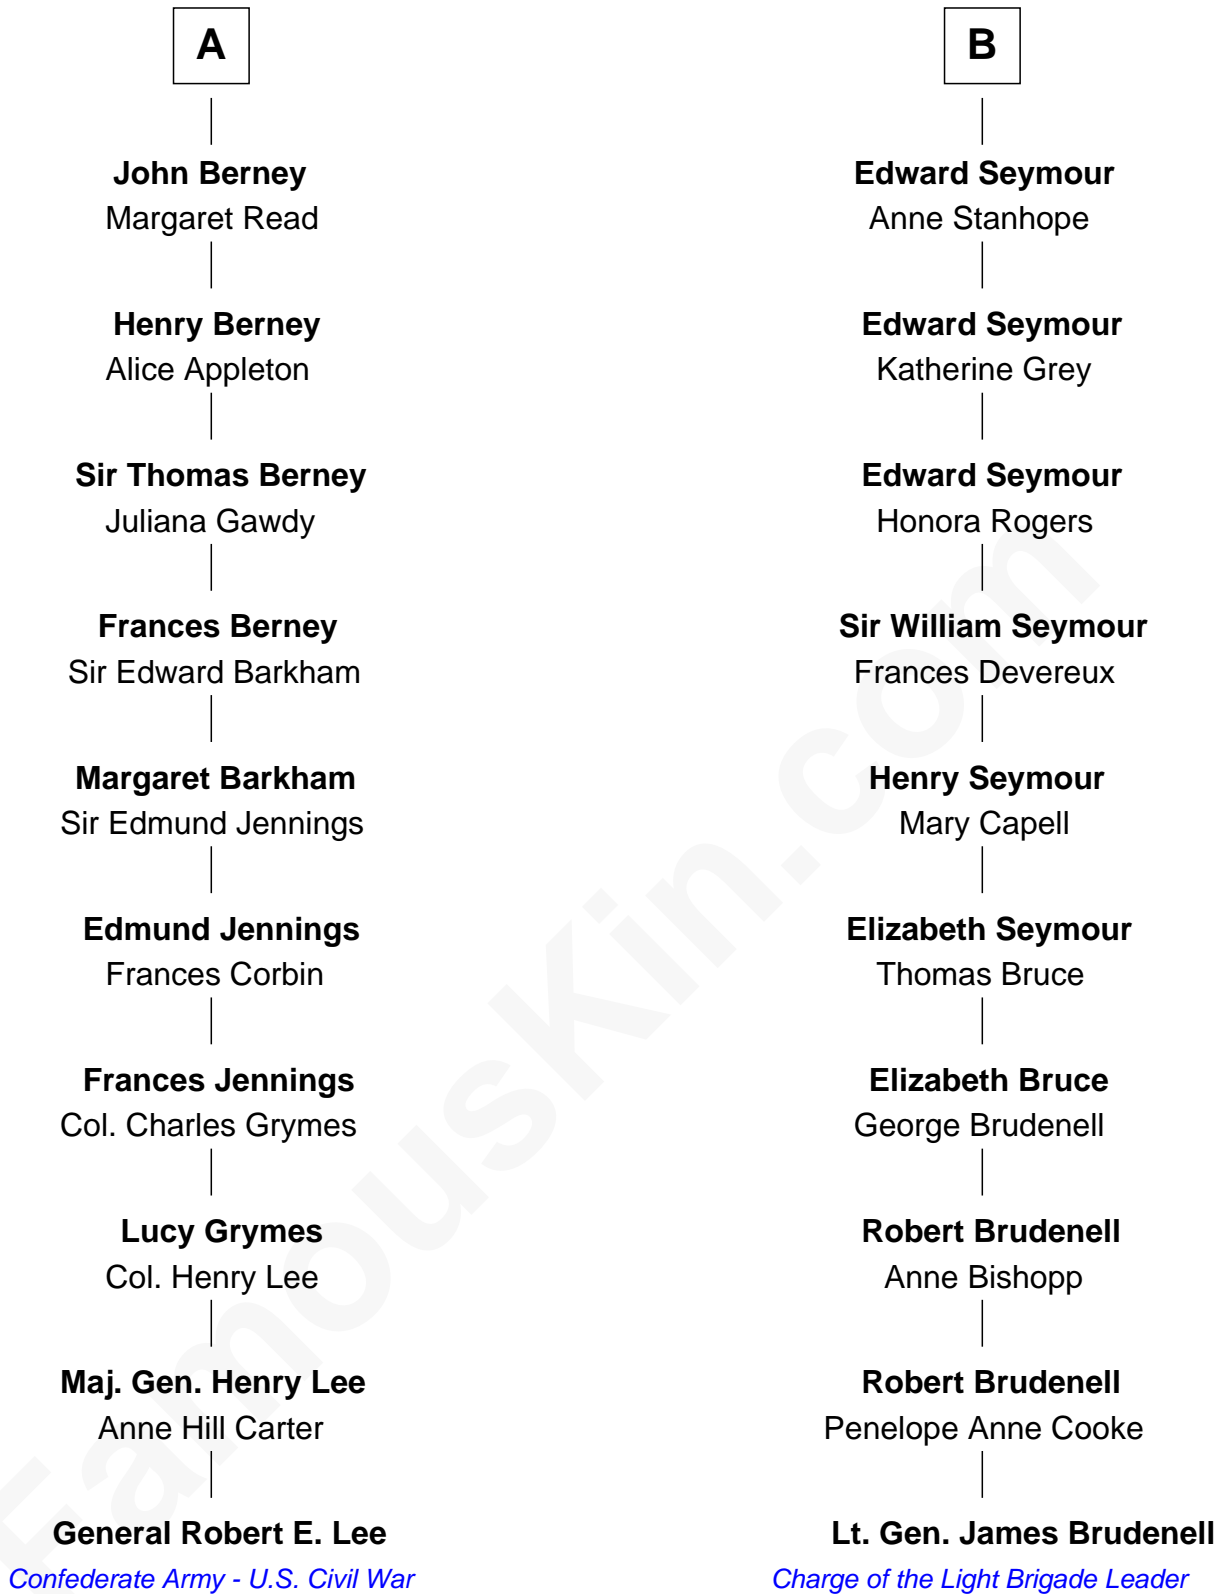 A
John Berney
Margaret Read
Henry Berney
Alice Appleton
Sir Thomas Berney
Juliana Gawdy
Frances Berney
Sir Edward Barkham
Margaret Barkham
Sir Edmund Jennings
Edmund Jennings
Frances Corbin
Frances Jennings
Col. Charles Grymes
Lucy Grymes
Col. Henry Lee
Maj. Gen. Henry Lee
Anne Hill Carter
General Robert E. Lee
Confederate Army - U.S. Civil War
B
Edward Seymour
Anne Stanhope
Edward Seymour
Katherine Grey
Edward Seymour
Honora Rogers
Sir William Seymour
Frances Devereux
Henry Seymour
Mary Capell
Elizabeth Seymour
Thomas Bruce
Elizabeth Bruce
George Brudenell
Robert Brudenell
Anne Bishopp
Robert Brudenell
Penelope Anne Cooke
Lt. Gen. James Brudenell
Charge of the Light Brigade Leader
FamousKin.com